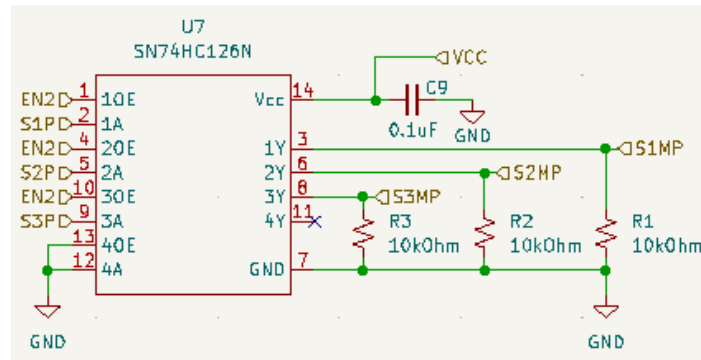 U7
SN74HC126N
VCC
EN2 1 1OE Vcc 14 C9
S1P 2 1A 0.1uF GND
EN2 4 2OE 1Y 3 S1MP
S2P 5 2A 2Y 6 S2MP
EN2 10 3OE 3Y 8 S3MP
S3P 9 3A 4Y 11
13 4OE R3 R2 R1
10kOhm 10kOhm 10kOhm
12 4A GND 7
GND GND